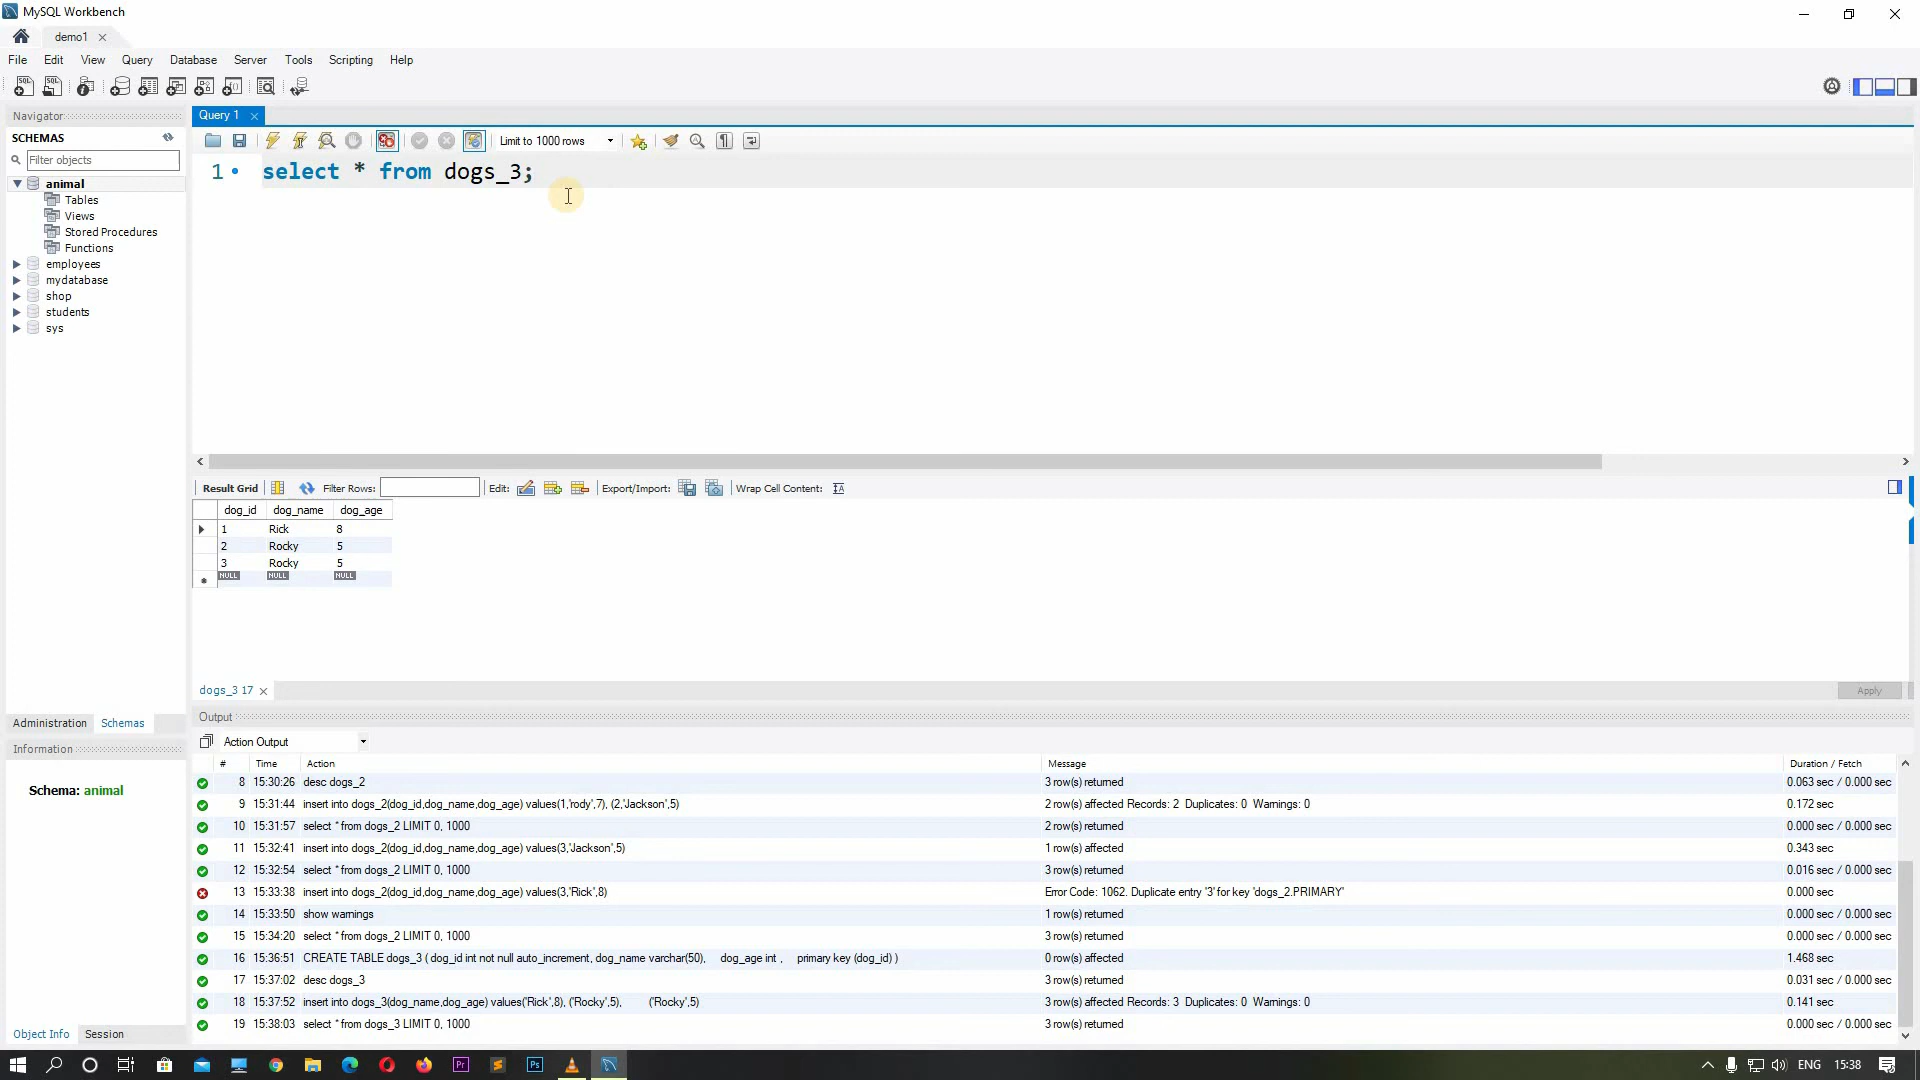 MySQL Workbench
demo1
File Edit View Query Database Server Tools Scripting Help
Navigator
SCHEMAS
Filter objects
animal
Tables
Views
Stored Procedures
Functions
employees
mydatabase
shop
students
sys
Administration Schemas
Information
Schema: animal
Object Info Session
Query 1
Limit to 1000 rows
1 select * from dogs_3;
Result Grid Filter Rows: Edit: Export/Import: Wrap Cell Content:
dog_id dog_name dog_age
1 Rick 8
2 Rocky 5
3 Rocky 5
NULL NULL NULL
dogs_3 17 Apply
Output
Action Output
# Time Action Message Duration / Fetch
8 15:30:26 desc dogs_2 3 row(s) returned 0.063 sec / 0.000 sec
9 15:31:44 insert into dogs_2(dog_id,dog_name,dog_age) values(1,'rody',7), (2,'Jackson',5) 2 row(s) affected Records: 2 Duplicates: 0 Warnings: 0 0.172 sec
10 15:31:57 select * from dogs_2 LIMIT 0, 1000 2 row(s) returned 0.000 sec / 0.000 sec
11 15:32:41 insert into dogs_2(dog_id,dog_name,dog_age) values(3,'Jackson',5) 1 row(s) affected 0.343 sec
12 15:32:54 select * from dogs_2 LIMIT 0, 1000 3 row(s) returned 0.016 sec / 0.000 sec
13 15:33:38 insert into dogs_2(dog_id,dog_name,dog_age) values(3,'Rick',8) Error Code: 1062. Duplicate entry '3' for key 'dogs_2.PRIMARY' 0.000 sec
14 15:33:50 show warnings 1 row(s) returned 0.000 sec / 0.000 sec
15 15:34:20 select * from dogs_2 LIMIT 0, 1000 3 row(s) returned 0.000 sec / 0.000 sec
16 15:36:51 CREATE TABLE dogs_3 ( dog_id int not null auto_increment, dog_name varchar(50), dog_age int , primary key (dog_id) ) 0 row(s) affected 1.468 sec
17 15:37:02 desc dogs_3 3 row(s) returned 0.031 sec / 0.000 sec
18 15:37:52 insert into dogs_3(dog_name,dog_age) values('Rick',8), ('Rocky',5), ('Rocky',5) 3 row(s) affected Records: 3 Duplicates: 0 Warnings: 0 0.141 sec
19 15:38:03 select * from dogs_3 LIMIT 0, 1000 3 row(s) returned 0.000 sec / 0.000 sec
Pr Ps ENG 15:38